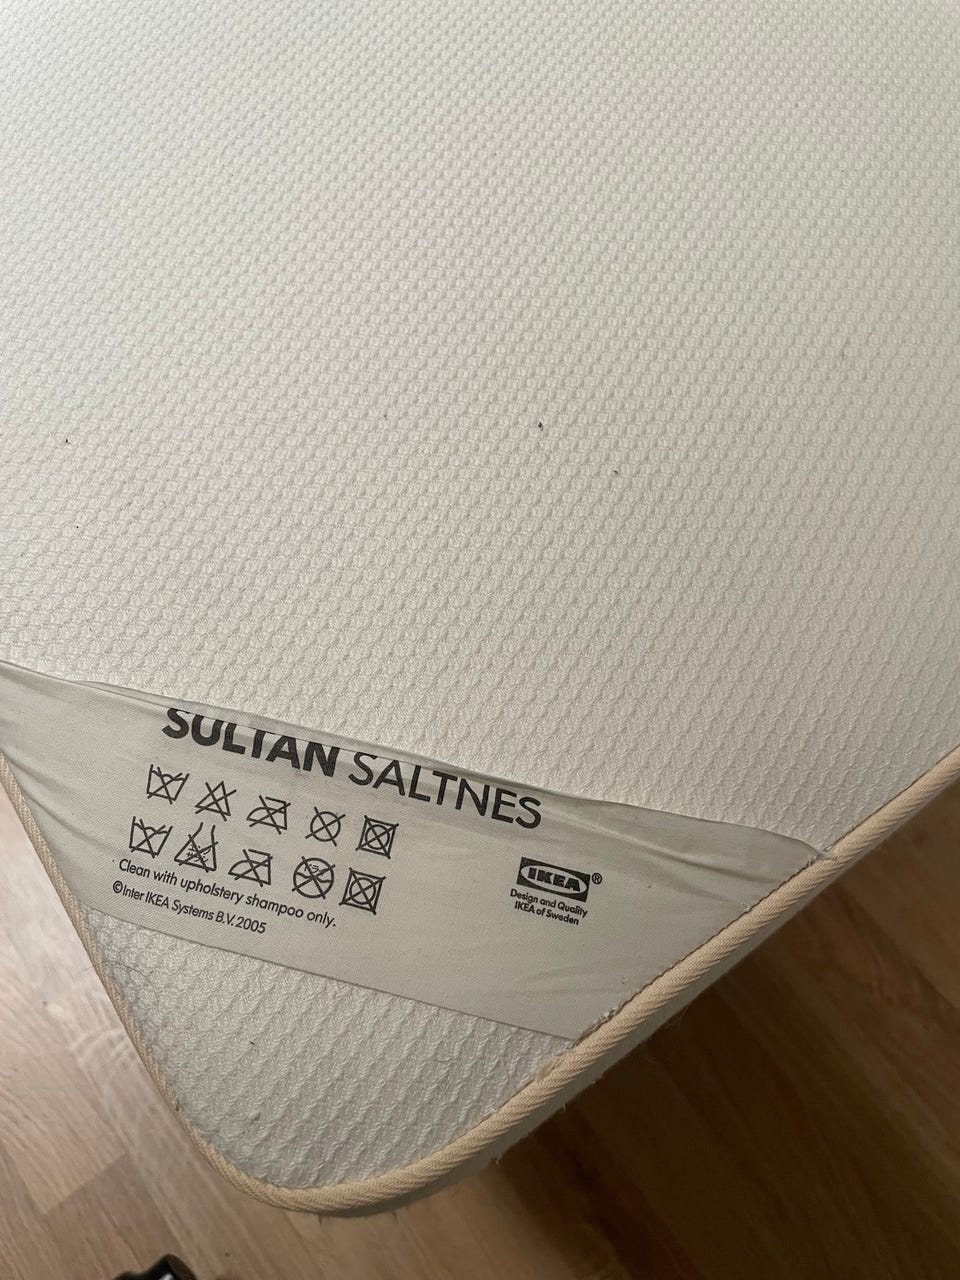 SULTAN SALTNES
Clean with upholstery shampoo only.
©Inter IKEA Systems B.V. 2005
IKEA®
Design and Quality
IKEA of Sweden